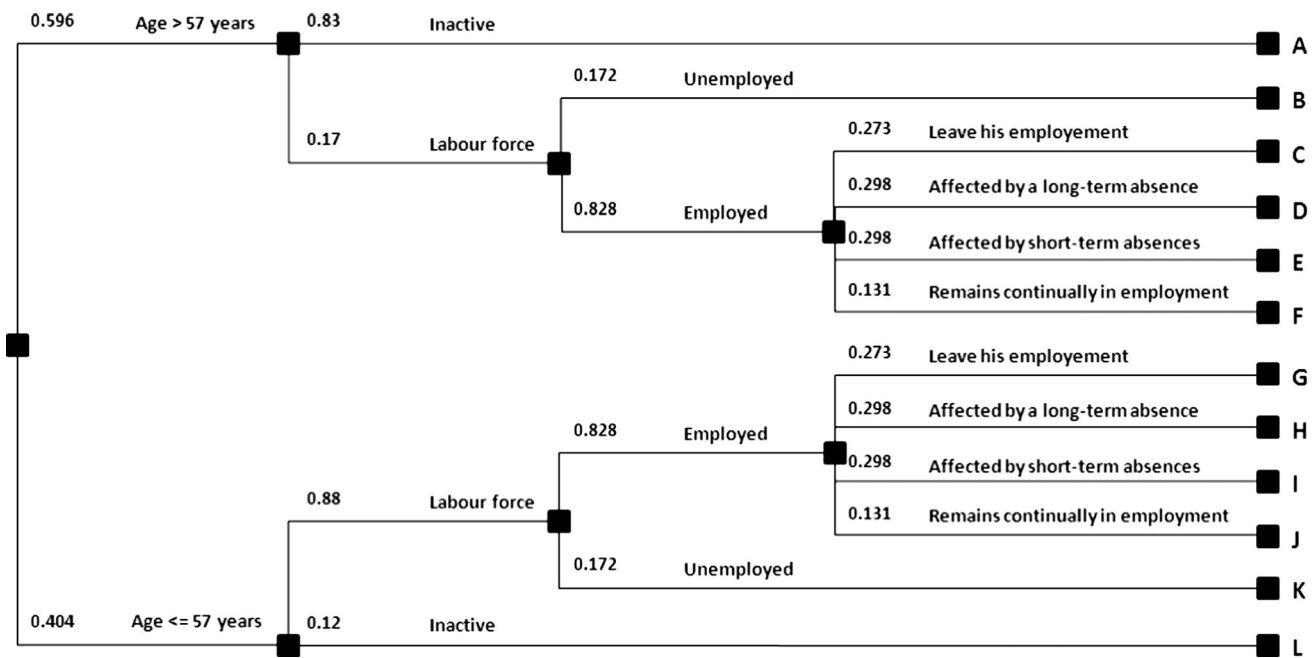 0.596 Age > 57 years 0.83 Inactive A
0.172 Unemployed B
0.17 Labour force
0.273 Leave his employement C
0.298 Affected by a long-term absence D
0.828 Employed
0.298 Affected by short-term absences E
0.131 Remains continually in employment F
0.273 Leave his employement G
0.298 Affected by a long-term absence H
0.828 Employed
0.298 Affected by short-term absences I
0.88 Labour force
0.131 Remains continually in employment J
0.172 Unemployed K
0.404 Age <= 57 years 0.12 Inactive L